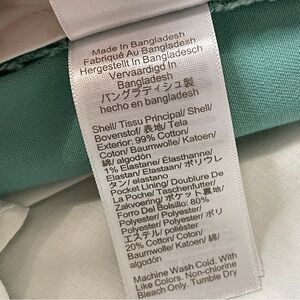 Made In Bangladesh
Fabriqué Au Bangladesh
Hergestellt In Bangladesch
Vervaardigd In
Bangladesh
バングラディシュ製
hecho en bangladesh
Shell/ Tissu Principal/ Shell/
Bovenstof/ 表地/ Tela
Exterior: 99% Cotton/
Coton/ Baumwolle/ Katoen/
綿/ algodón
1% Elastane/ Élasthanne/
Elastan/ Elastaan/ ポリウレ
タン/ elastano
Pocket Lining/ Doublure De
La Poche/ Taschenfutter/
Zakvoering/ ポケット裏地/
Forro Del Bolsillo: 80%
Polyester/ Polyester/
Polyester/ Polyester/ ポリ
エステル/ poliéster
20% Cotton/ Coton/
Baumwolle/ Katoen/ 綿/
algodón
Machine Wash Cold. With
Like Colors. Non-chlorine
Bleach Only. Tumble Dry